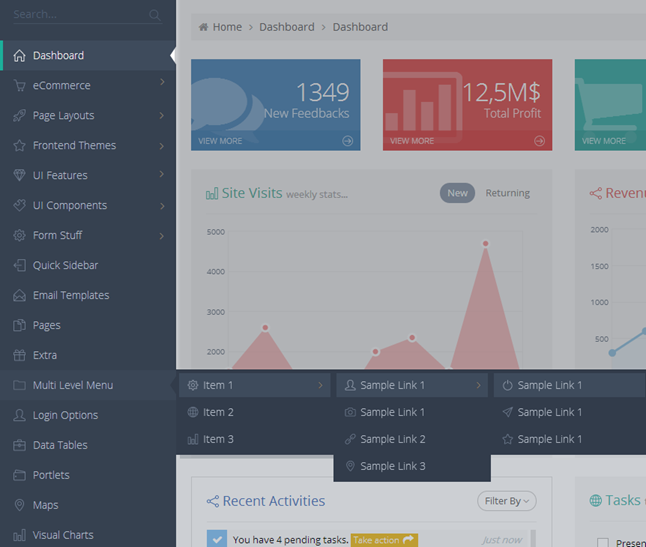 Search...
Dashboard
eCommerce
Page Layouts
Frontend Themes
UI Features
UI Components
Form Stuff
Quick Sidebar
Email Templates
Pages
Extra
Multi Level Menu
Login Options
Data Tables
Portlets
Maps
Visual Charts
Home > Dashboard > Dashboard
1349
New Feedbacks
VIEW MORE
12,5M$
Total Profit
VIEW MORE
VIEW MORE
Site Visits weekly stats...
New Returning
5000
4000
3000
2000
2000
1500
1000
500
Item 1
Item 2
Item 3
Sample Link 1
Sample Link 1
Sample Link 2
Sample Link 3
Sample Link 1
Sample Link 1
Sample Link 1
Recent Activities
Filter By
You have 4 pending tasks. Take action Just now
Tasks